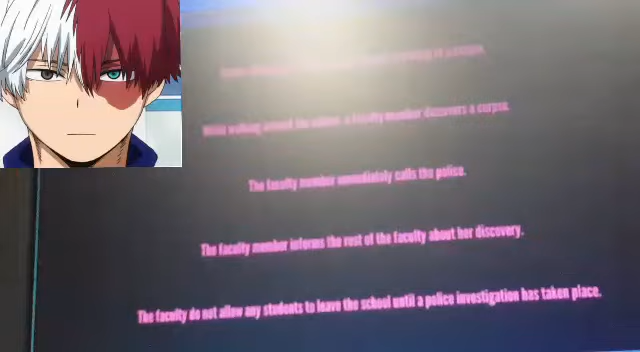 While walking around the school a faculty member discovers a corpse.
The faculty member immediately calls the police.
The faculty member informs the rest of the faculty about her discovery.
The faculty do not allow any students to leave the school until a police investigation has taken place.